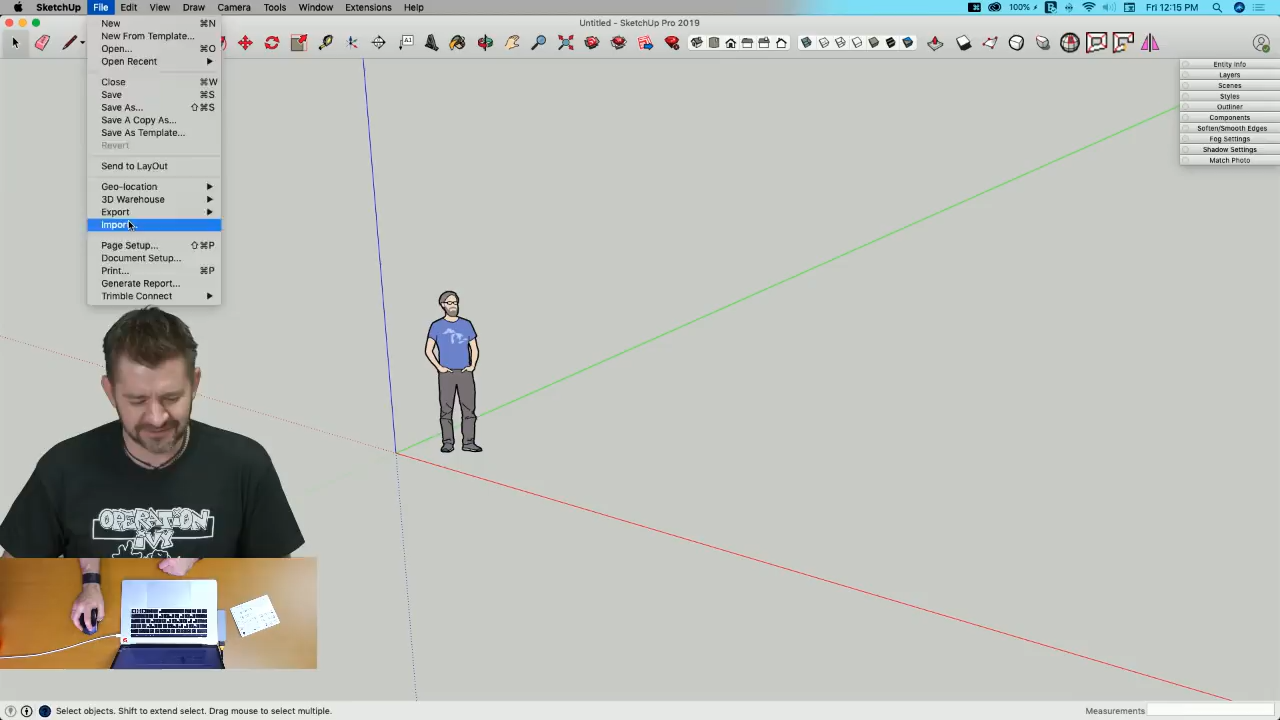 SketchUp File Edit View Draw Camera Tools Window Extensions Help
100% Fri 12:15 PM
Untitled - SketchUp Pro 2019
New ⌘N
New From Template...
Open... ⌘O
Open Recent
Close ⌘W
Save ⌘S
Save As... ⇧⌘S
Save A Copy As...
Save As Template...
Revert
Send to LayOut
Geo-location
3D Warehouse
Export
Import...
Page Setup... ⇧⌘P
Document Setup...
Print... ⌘P
Generate Report...
Trimble Connect
Entity Info
Layers
Scenes
Styles
Outliner
Components
Soften/Smooth Edges
Fog Settings
Shadow Settings
Match Photo
OPERATION
IVY
Select objects. Shift to extend select. Drag mouse to select multiple.
Measurements